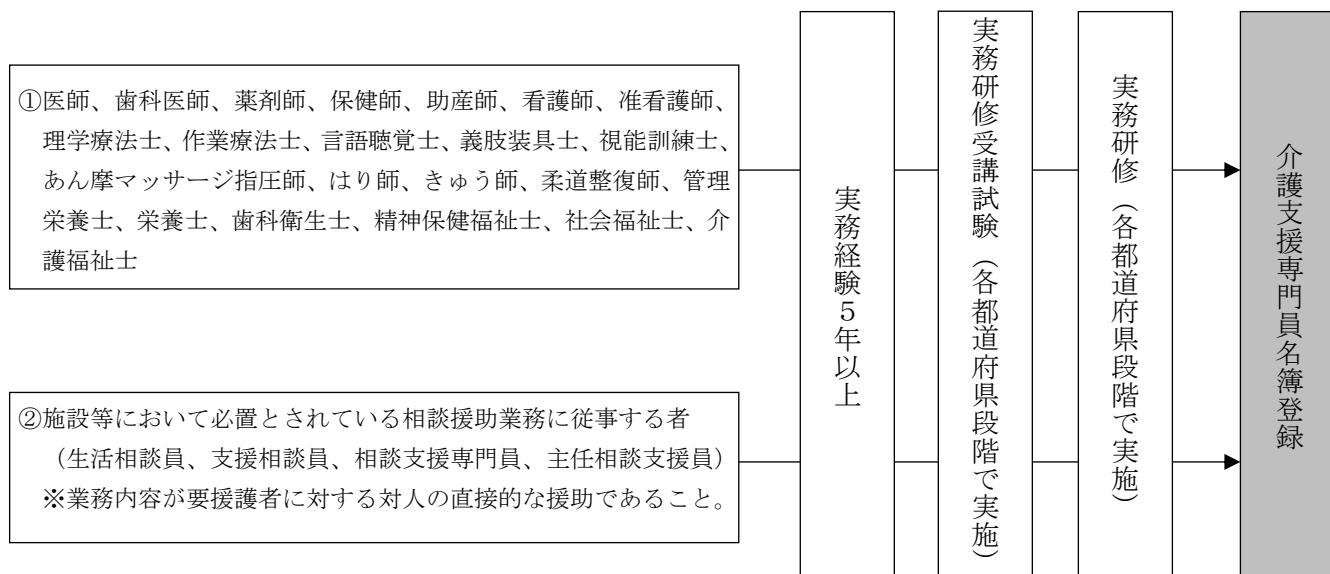 ①医師、歯科医師、薬剤師、保健師、助産師、看護師、准看護師、
理学療法士、作業療法士、言語聴覚士、義肢装具士、視能訓練士、
あん摩マッサージ指圧師、はり師、きゅう師、柔道整復師、管理
栄養士、栄養士、歯科衛生士、精神保健福祉士、社会福祉士、介
護福祉士
②施設等において必置とされている相談援助業務に従事する者
（生活相談員、支援相談員、相談支援専門員、主任相談支援員）
※業務内容が要援護者に対する対人の直接的な援助であること。
実務経験５年以上
実務研修受講試験（各都道府県段階で実施）
実務研修（各都道府県段階で実施）
介護支援専門員名簿登録